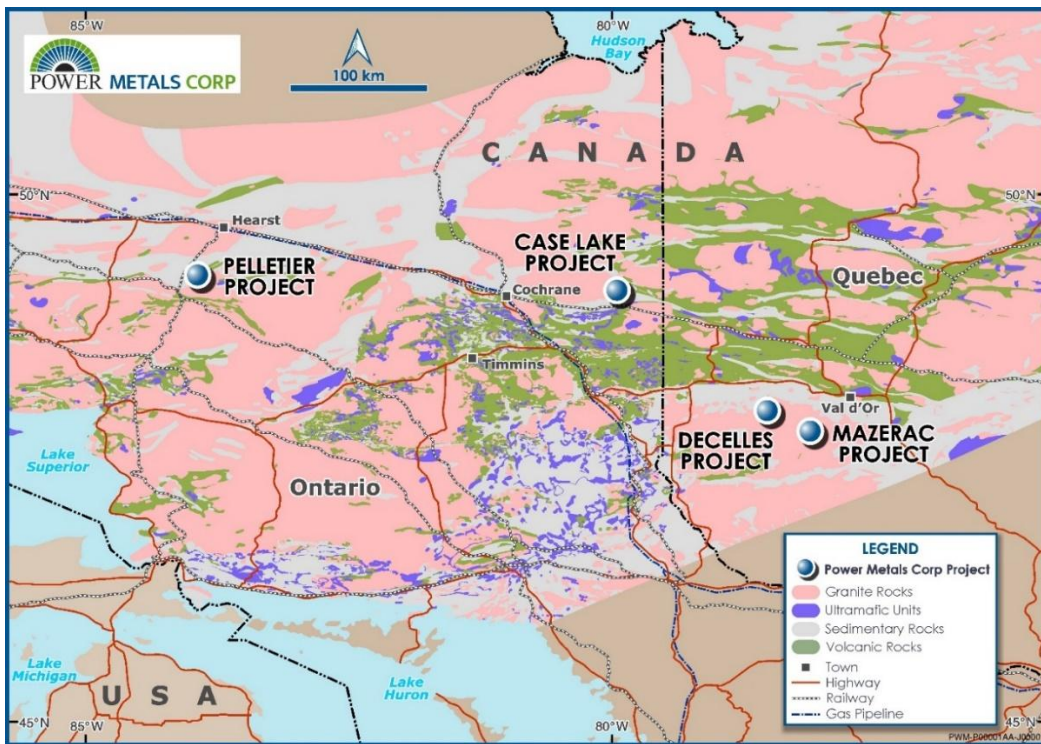 85°W
80°W
Hudson
Bay
POWER METALS CORP
100 km
CANADA
50°N
50°N
Hearst
PELLETIER
PROJECT
CASE LAKE
PROJECT
Cochrane
Quebec
Timmins
Val d'Or
DECELLES
PROJECT
MAZERAC
PROJECT
Lake
Superior
Ontario
LEGEND
Power Metals Corp Project
Granite Rocks
Ultramafic Units
Sedimentary Rocks
Volcanic Rocks
Town
Highway
Railway
Gas Pipeline
Lake
Michigan
USA
Lake
Huron
45°N
85°W
80°W
45°N